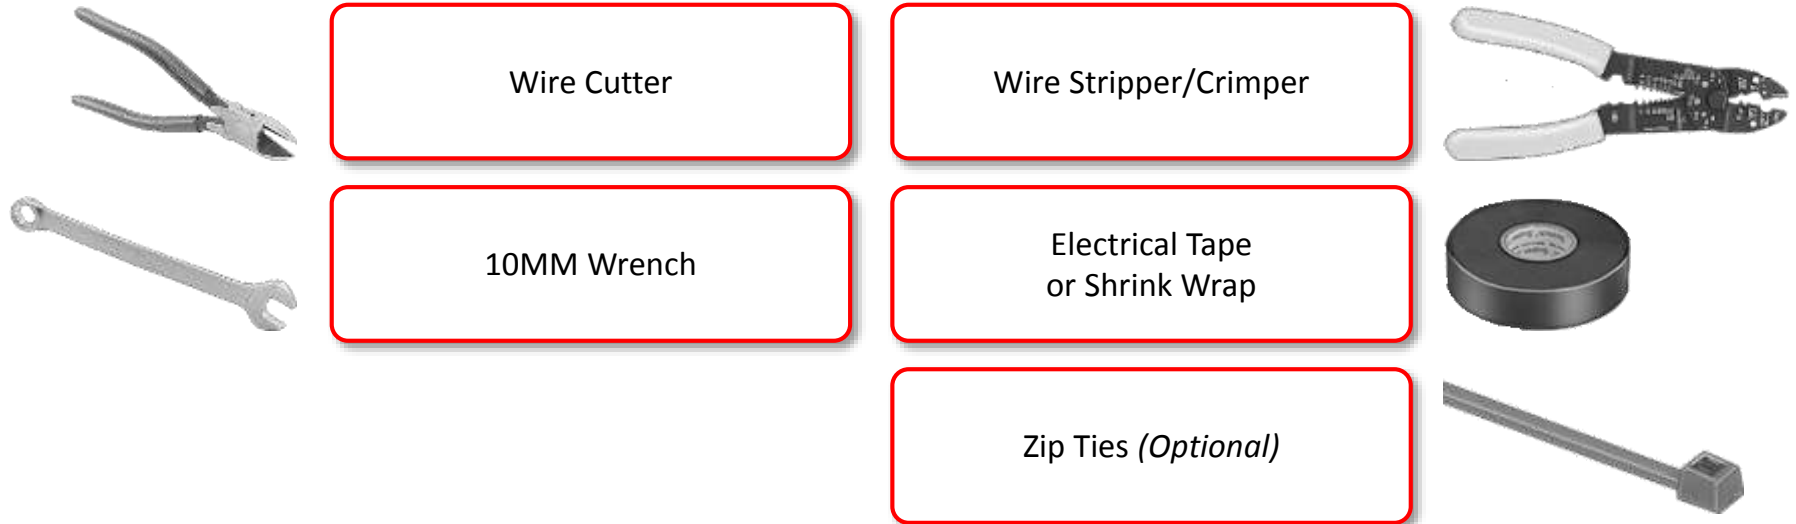 Wire Cutter
Wire Stripper/Crimper
10MM Wrench
Electrical Tape
or Shrink Wrap
Zip Ties (Optional)